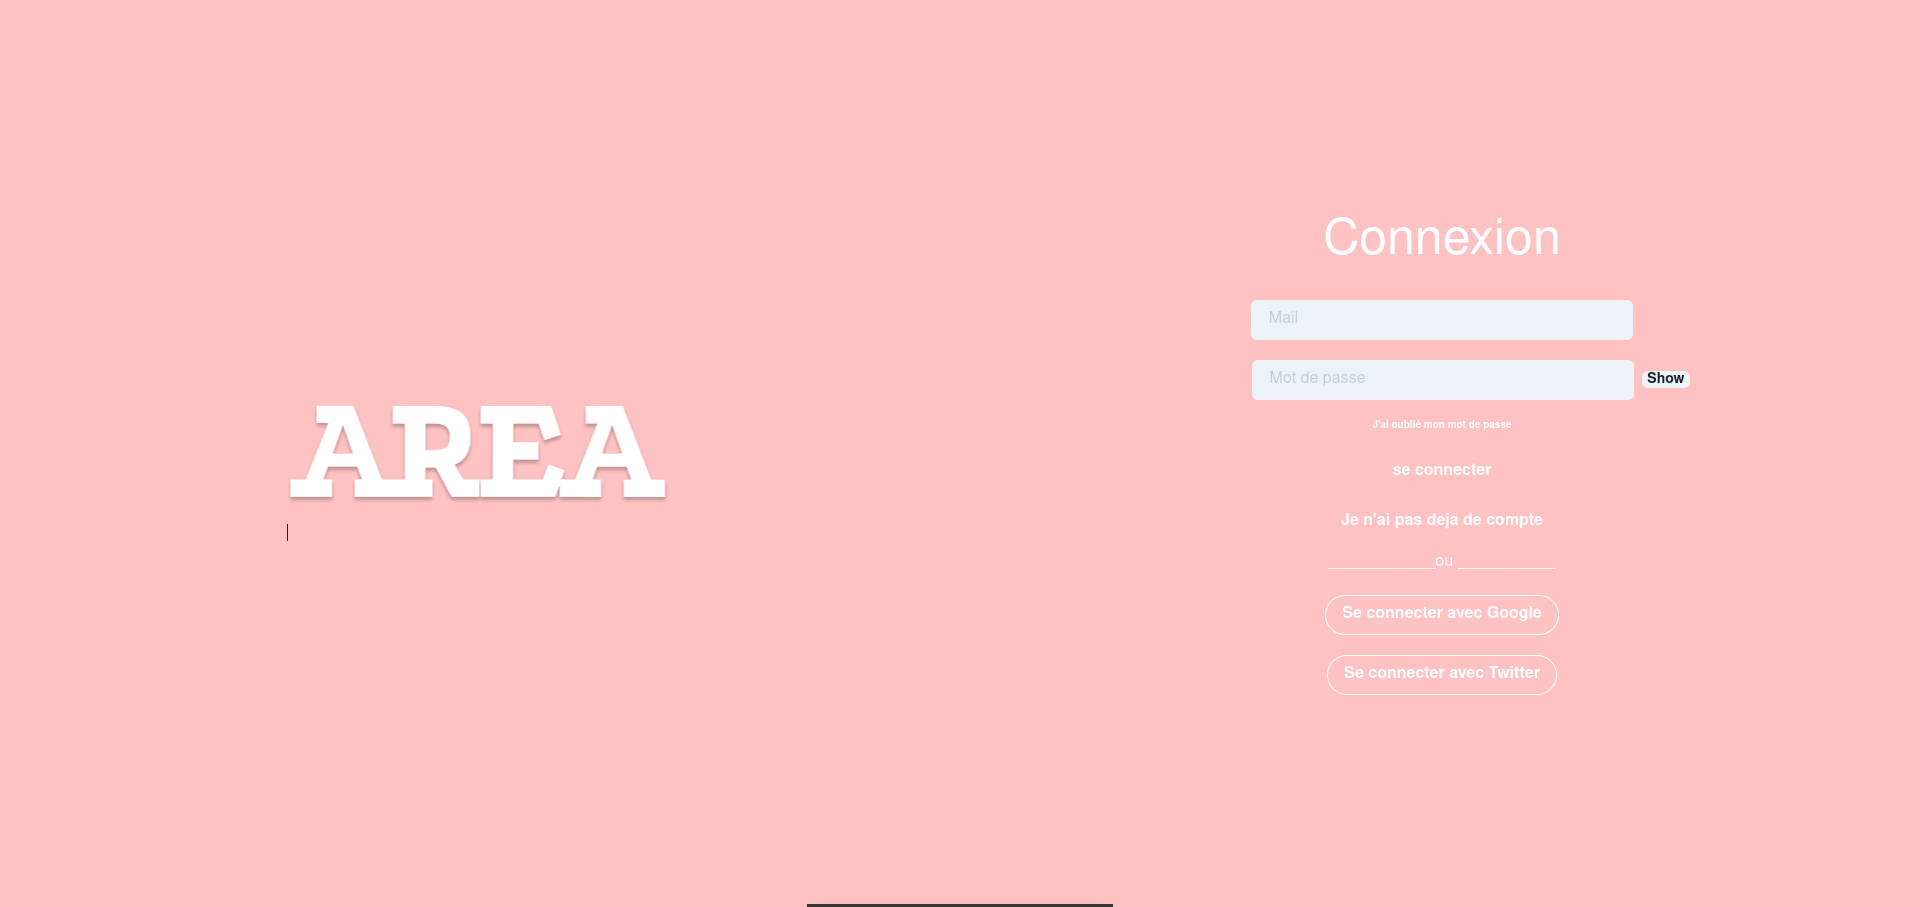 AREA
Connexion
Mail
Mot de passe
Show
J'ai oublié mon mot de passe
se connecter
Je n'ai pas deja de compte
ou
Se connecter avec Google
Se connecter avec Twitter